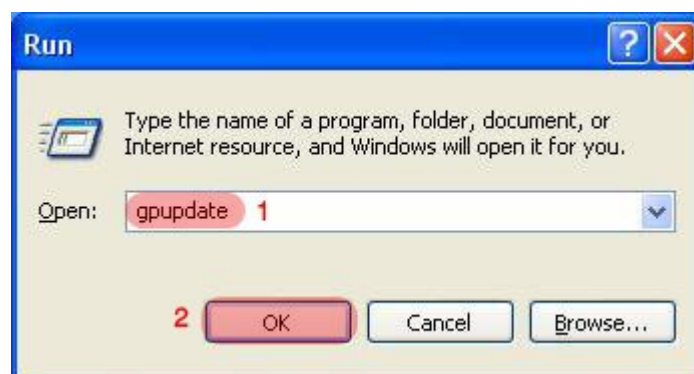 Run
Type the name of a program, folder, document, or
Internet resource, and Windows will open it for you.
Open: gpupdate 1
2 OK Cancel Browse...